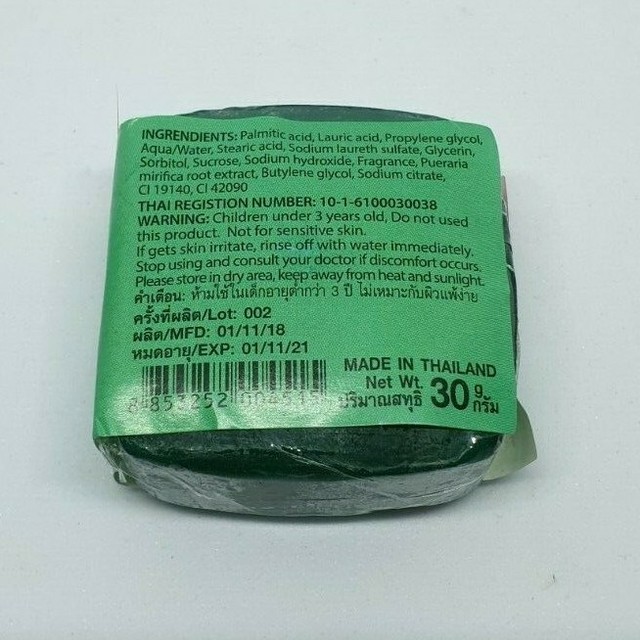 INGRENDIENTS: Palmitic acid, Lauric acid, Propylene glycol,
Aqua/Water, Stearic acid, Sodium laureth sulfate, Glycerin,
Sorbitol, Sucrose, Sodium hydroxide, Fragrance, Pueraria
mirifica root extract, Butylene glycol, Sodium citrate,
CI 19140, CI 42090
THAI REGISTION NUMBER: 10-1-6100030038
WARNING: Children under 3 years old, Do not used
this product. Not for sensitive skin.
If gets skin irritate, rinse off with water immediately.
Stop using and consult your doctor if discomfort occurs.
Please store in dry area, keep away from heat and sunlight.
คำเตือน: ห้ามใช้ในเด็กอายุต่ำกว่า 3 ปี ไม่เหมาะกับผิวแพ้ง่าย
ครั้งที่ผลิต/Lot: 002
ผลิต/MFD: 01/11/18
หมดอายุ/EXP: 01/11/21
MADE IN THAILAND
Net Wt. 30 g
ปริมาณสุทธิ กรัม